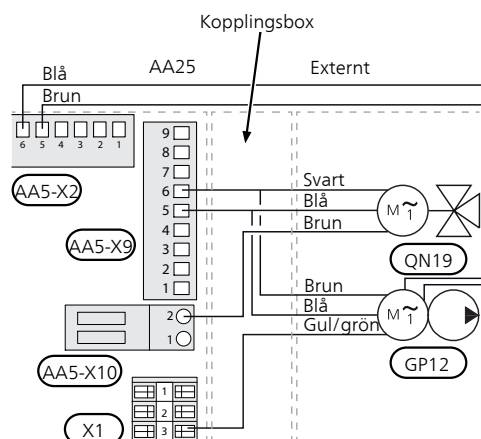 Kopplingsbox
Blå
AA25
Externt
Brun
6 5 4 3 2 1
AA5-X2
9
8
7
6
5
4
3
2
1
AA5-X9
Svart
Blå
Brun
M~1
QN19
Brun
Blå
Gul/grön
M~1
GP12
2
1
AA5-X10
1
2
3
X1